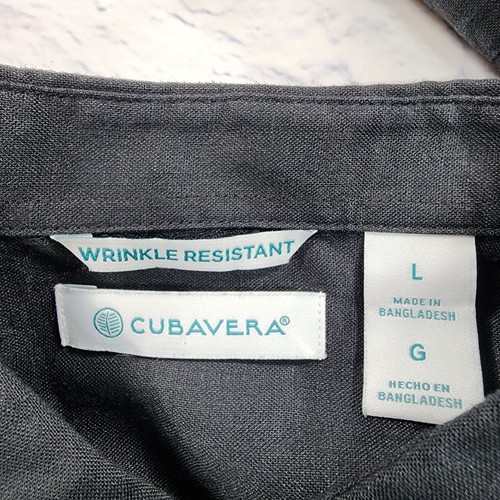 WRINKLE RESISTANT
CUBAVERA®
L
MADE IN
BANGLADESH
G
HECHO EN
BANGLADESH